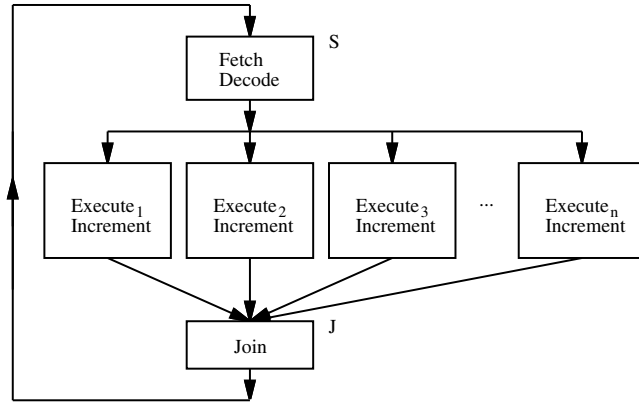 S
Fetch
Decode
Execute1
Increment
Execute2
Increment
Execute3
Increment
...
Executen
Increment
J
Join